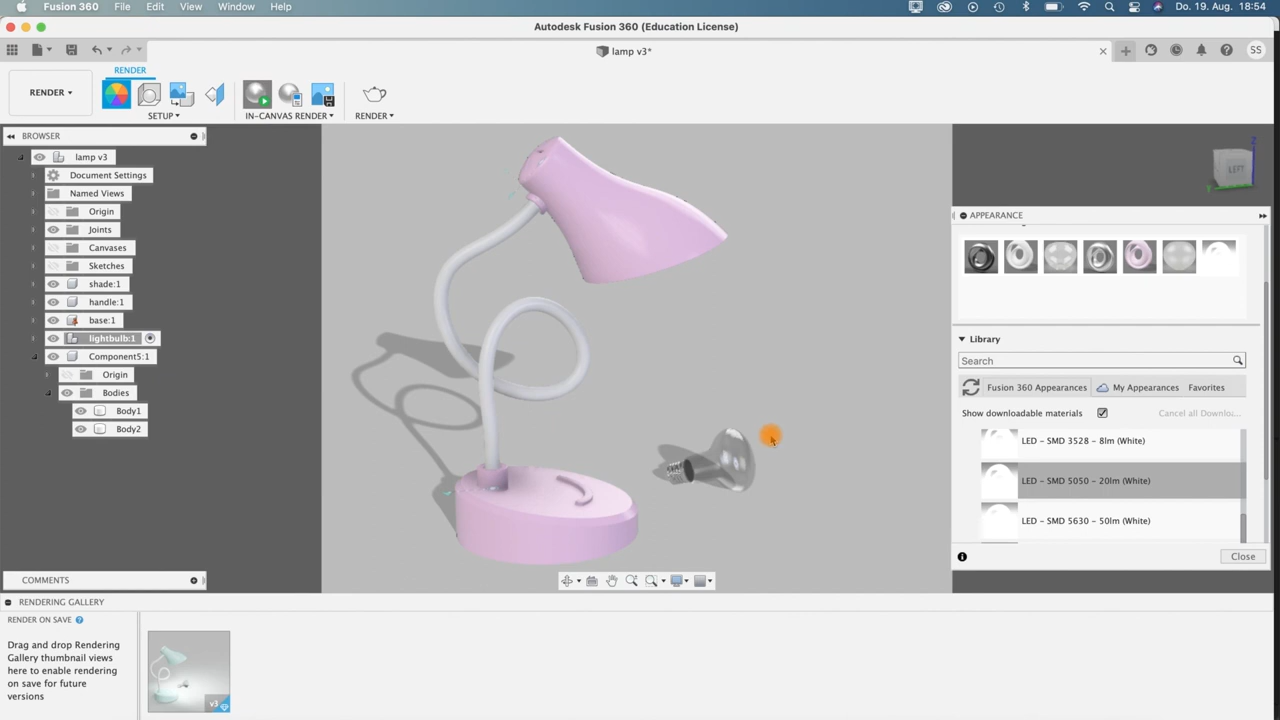 Fusion 360 File Edit View Window Help Do. 19. Aug. 18:54
Autodesk Fusion 360 (Education License)
lamp v3* SS
RENDER
RENDER
SETUP IN-CANVAS RENDER RENDER
BROWSER
lamp v3
Document Settings
Named Views
Origin
Joints
Canvases
Sketches
shade:1
handle:1
base:1
lightbulb:1
Component5:1
Origin
Bodies
Body1
Body2
LEFT
Z
Y
APPEARANCE
Library
Search
Fusion 360 Appearances My Appearances Favorites
Show downloadable materials Cancel all Downlo...
LED - SMD 3528 - 8lm (White)
LED - SMD 5050 - 20lm (White)
LED - SMD 5630 - 50lm (White)
Close
COMMENTS
RENDERING GALLERY
RENDER ON SAVE
Drag and drop Rendering
Gallery thumbnail views
here to enable rendering
on save for future
versions
v3